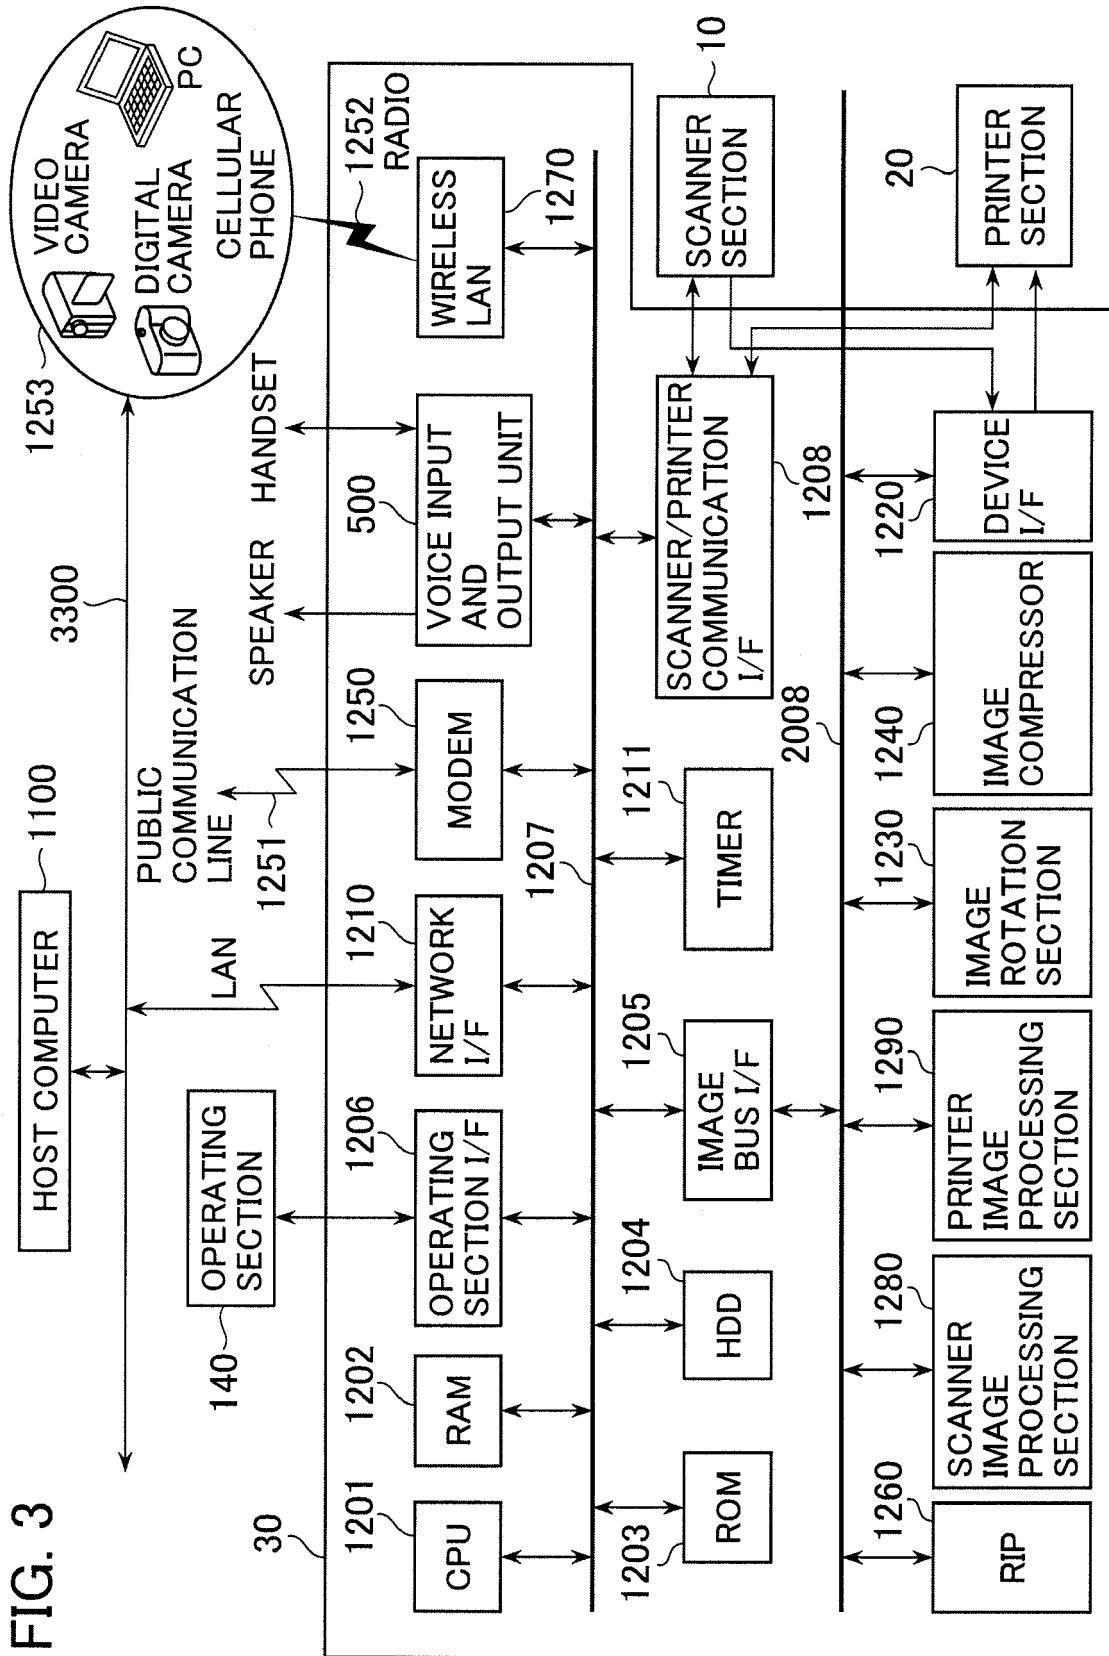 FIG. 3
HOST COMPUTER
1100
3300
1253
VIDEO
CAMERA
DIGITAL
CAMERA
PC
CELLULAR
PHONE
140
OPERATING
SECTION
LAN
PUBLIC
COMMUNICATION
LINE
1251
SPEAKER
HANDSET
1252
RADIO
30
1201
CPU
1202
RAM
1206
OPERATING
SECTION I/F
1210
NETWORK
I/F
1250
MODEM
500
VOICE INPUT
AND
OUTPUT UNIT
WIRELESS
LAN
1270
1207
1203
ROM
1204
HDD
1205
IMAGE
BUS I/F
1211
TIMER
SCANNER/PRINTER
COMMUNICATION
I/F
1208
10
SCANNER
SECTION
2008
1260
RIP
1280
SCANNER
IMAGE
PROCESSING
SECTION
1290
PRINTER
IMAGE
PROCESSING
SECTION
1230
IMAGE
ROTATION
SECTION
1240
IMAGE
COMPRESSOR
1220
DEVICE
I/F
20
PRINTER
SECTION